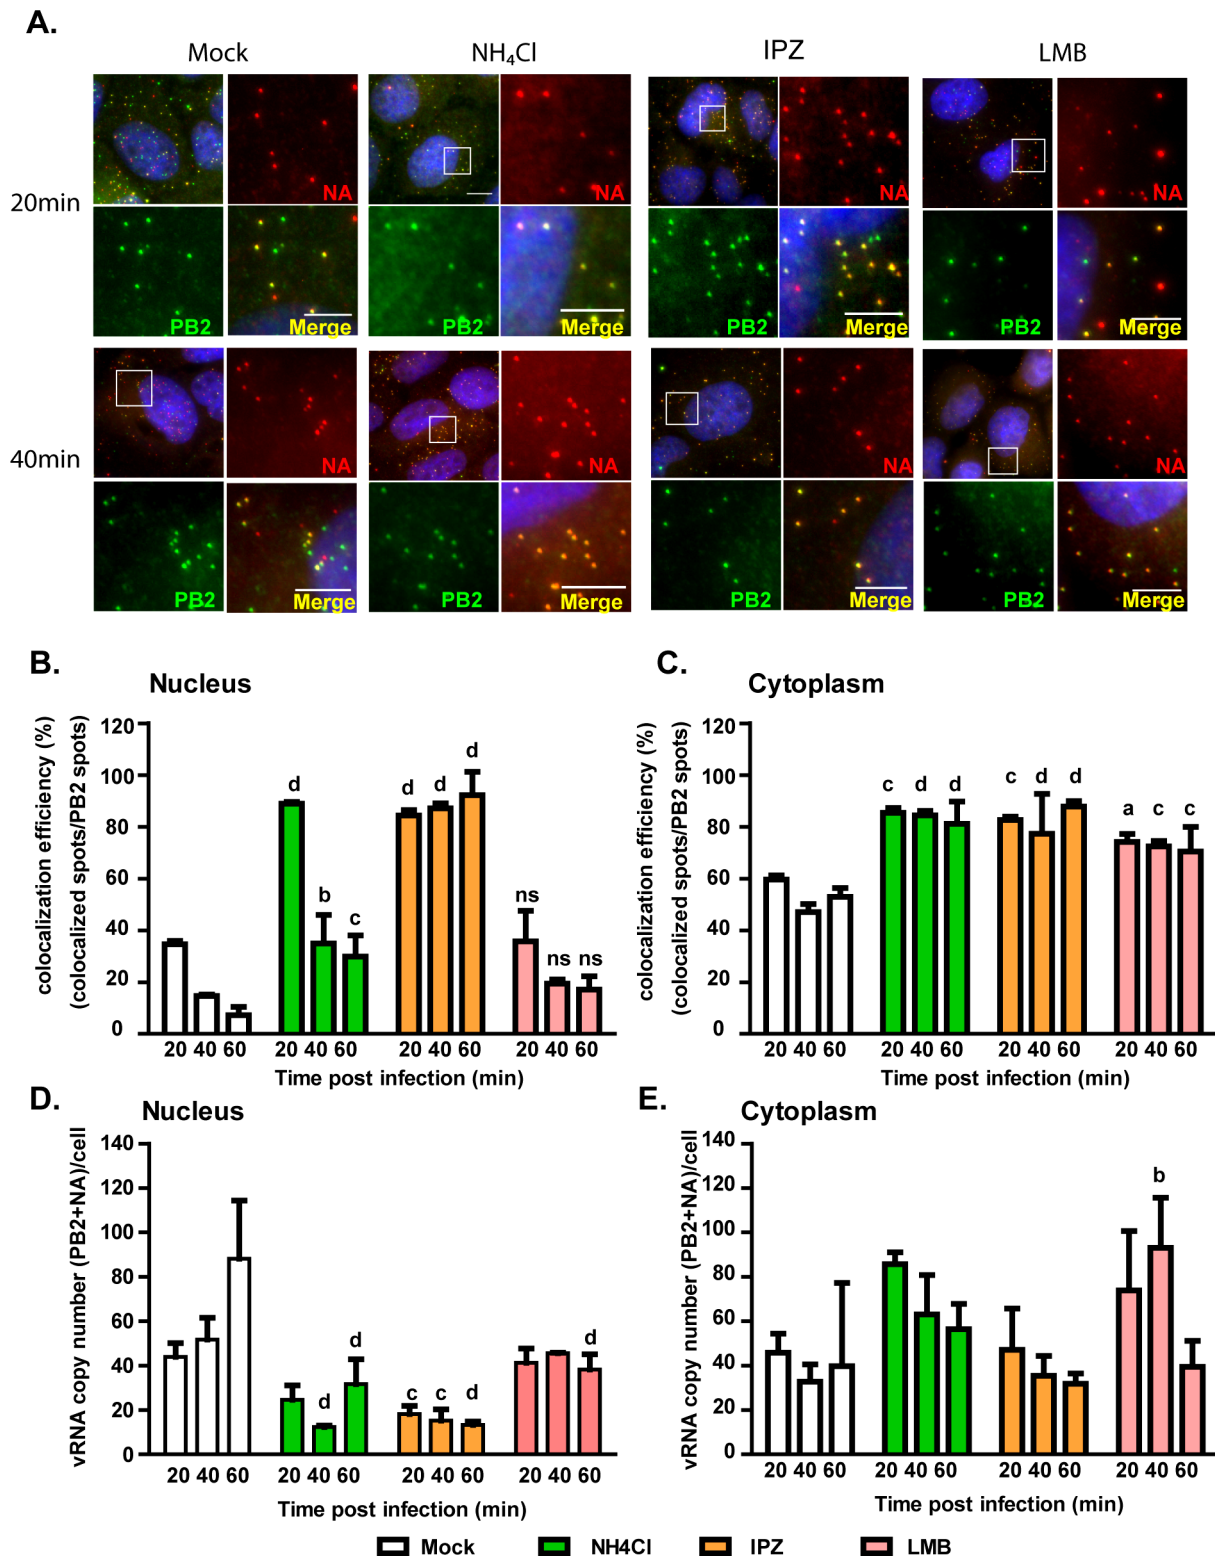 A.
Mock NH₄Cl IPZ LMB
20min
NA NA NA NA
PB2 Merge PB2 Merge PB2 Merge PB2 Merge
40min
NA NA NA NA
PB2 Merge PB2 Merge PB2 Merge PB2 Merge
B.
Nucleus
colocalization efficiency (%)
(colocalized spots/PB2 spots)
120
100
80
60
40
20
0
d b c d d d ns ns ns
20 40 60 20 40 60 20 40 60 20 40 60
Time post infection (min)
C.
Cytoplasm
colocalization efficiency (%)
(colocalized spots/PB2 spots)
120
100
80
60
40
20
0
c d d c d d a c c
20 40 60 20 40 60 20 40 60 20 40 60
Time post infection (min)
D.
Nucleus
vRNA copy number (PB2+NA)/cell
140
120
100
80
60
40
20
0
d d c c d d
20 40 60 20 40 60 20 40 60 20 40 60
Time post infection (min)
E.
Cytoplasm
vRNA copy number (PB2+NA)/cell
140
120
100
80
60
40
20
0
b
20 40 60 20 40 60 20 40 60 20 40 60
Time post infection (min)
Mock NH4Cl IPZ LMB